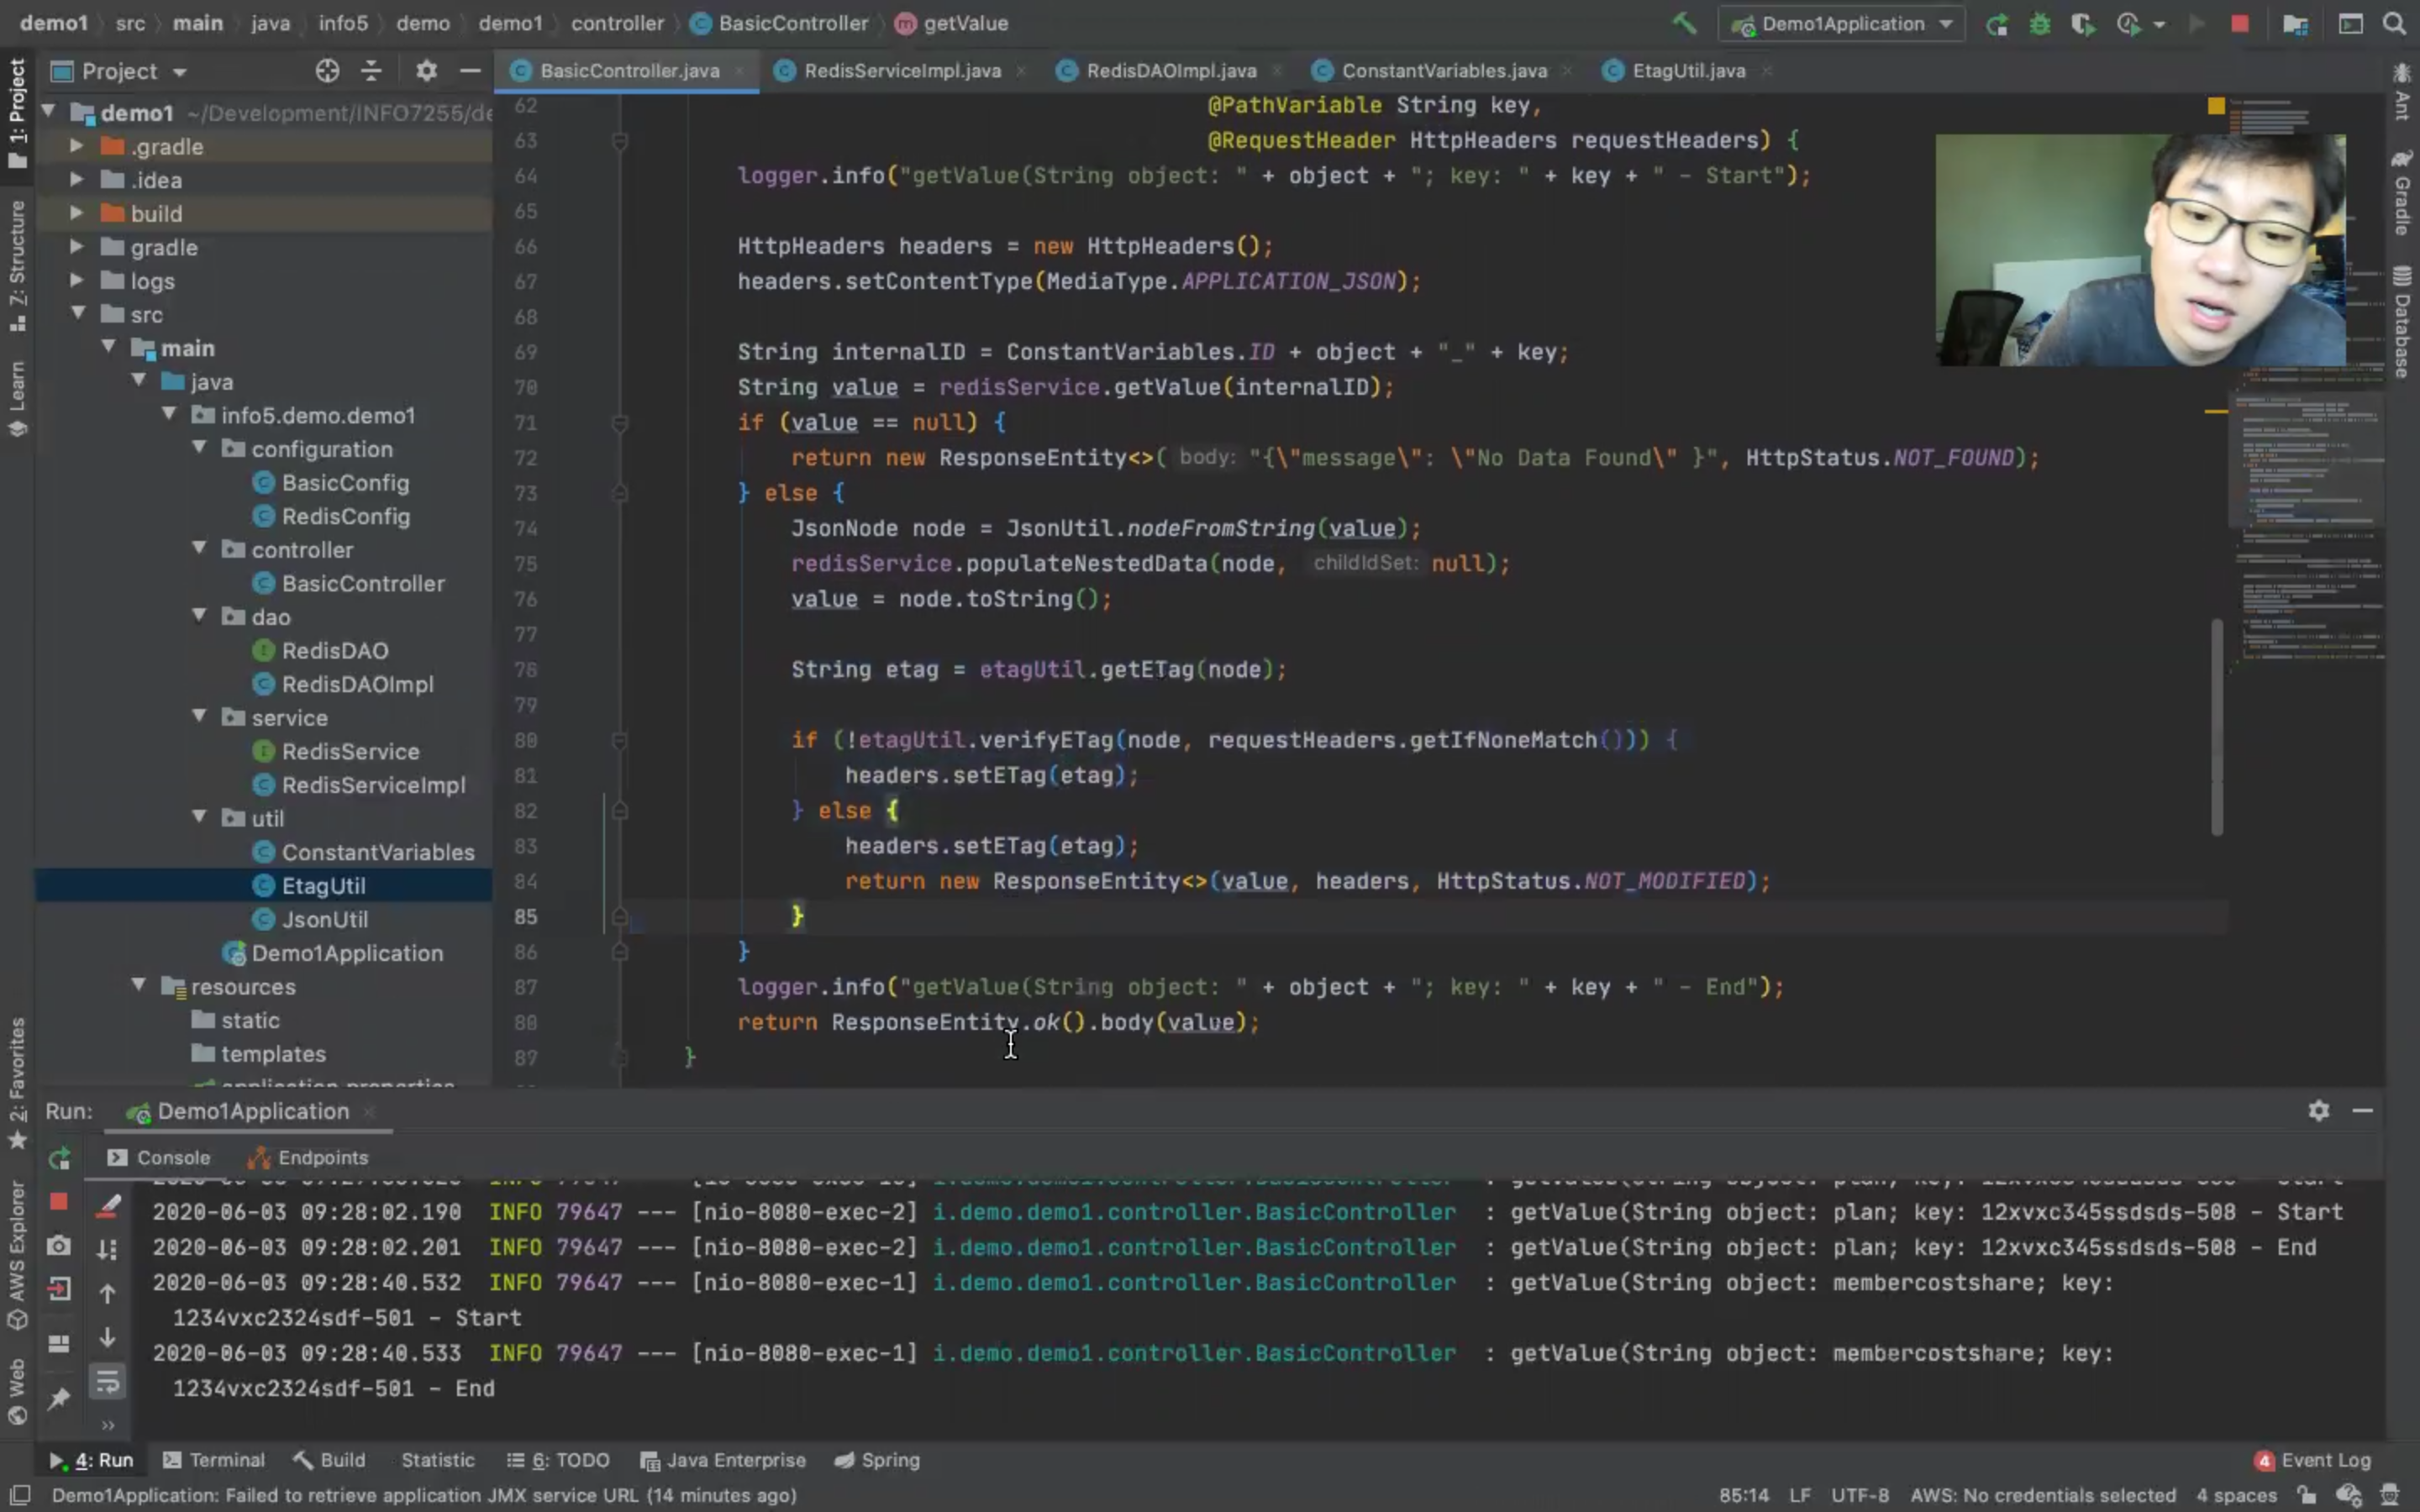 demo1 src main java info5 demo demo1 controller BasicController getValue
Demo1Application
Project
BasicController.java
RedisServiceImpl.java
RedisDAOImpl.java
ConstantVariables.java
EtagUtil.java
1: Project
Z: Structure
Learn
2: Favorites
AWS Explorer
Web
demo1 ~/Development/INFO7255/de
.gradle
.idea
build
gradle
logs
src
main
java
info5.demo.demo1
configuration
BasicConfig
RedisConfig
controller
BasicController
dao
RedisDAO
RedisDAOImpl
service
RedisService
RedisServiceImpl
util
ConstantVariables
EtagUtil
JsonUtil
Demo1Application
resources
static
templates
application.properties
62 @PathVariable String key,
63 @RequestHeader HttpHeaders requestHeaders) {
64 logger.info("getValue(String object: " + object + "; key: " + key + " - Start");
65
66 HttpHeaders headers = new HttpHeaders();
67 headers.setContentType(MediaType.APPLICATION_JSON);
68
69 String internalID = ConstantVariables.ID + object + "_" + key;
70 String value = redisService.getValue(internalID);
71 if (value == null) {
72 return new ResponseEntity<>( body: "{\"message\": \"No Data Found\" }", HttpStatus.NOT_FOUND);
73 } else {
74 JsonNode node = JsonUtil.nodeFromString(value);
75 redisService.populateNestedData(node, childIdSet: null);
76 value = node.toString();
77
78 String etag = etagUtil.getETag(node);
79
80 if (!etagUtil.verifyETag(node, requestHeaders.getIfNoneMatch())) {
81 headers.setETag(etag);
82 } else {
83 headers.setETag(etag);
84 return new ResponseEntity<>(value, headers, HttpStatus.NOT_MODIFIED);
85 }
86 }
87 logger.info("getValue(String object: " + object + "; key: " + key + " - End");
88 return ResponseEntity.ok().body(value);
89 }
Ant
Gradle
Database
Run: Demo1Application
Console
Endpoints
2020-06-03 09:28:02.190 INFO 79647 --- [nio-8080-exec-2] i.demo.demo1.controller.BasicController : getValue(String object: plan; key: 12xvxc345ssdsds-508 - Start
2020-06-03 09:28:02.201 INFO 79647 --- [nio-8080-exec-2] i.demo.demo1.controller.BasicController : getValue(String object: plan; key: 12xvxc345ssdsds-508 - End
2020-06-03 09:28:40.532 INFO 79647 --- [nio-8080-exec-1] i.demo.demo1.controller.BasicController : getValue(String object: membercostshare; key:
1234vxc2324sdf-501 - Start
2020-06-03 09:28:40.533 INFO 79647 --- [nio-8080-exec-1] i.demo.demo1.controller.BasicController : getValue(String object: membercostshare; key:
1234vxc2324sdf-501 - End
4: Run
Terminal
Build
Statistic
6: TODO
Java Enterprise
Spring
4 Event Log
Demo1Application: Failed to retrieve application JMX service URL (14 minutes ago)
85:14 LF UTF-8 AWS: No credentials selected 4 spaces